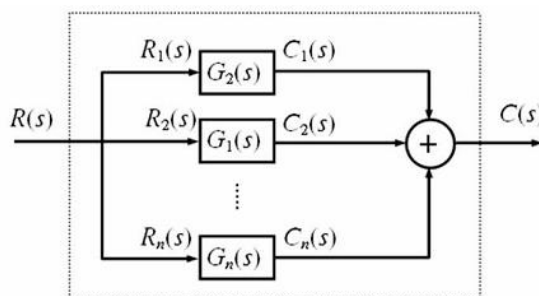 R₁(s) G₂(s) C₁(s)
R(s) R₂(s) G₁(s) C₂(s) + C(s)
......
Rₙ(s) Gₙ(s) Cₙ(s)